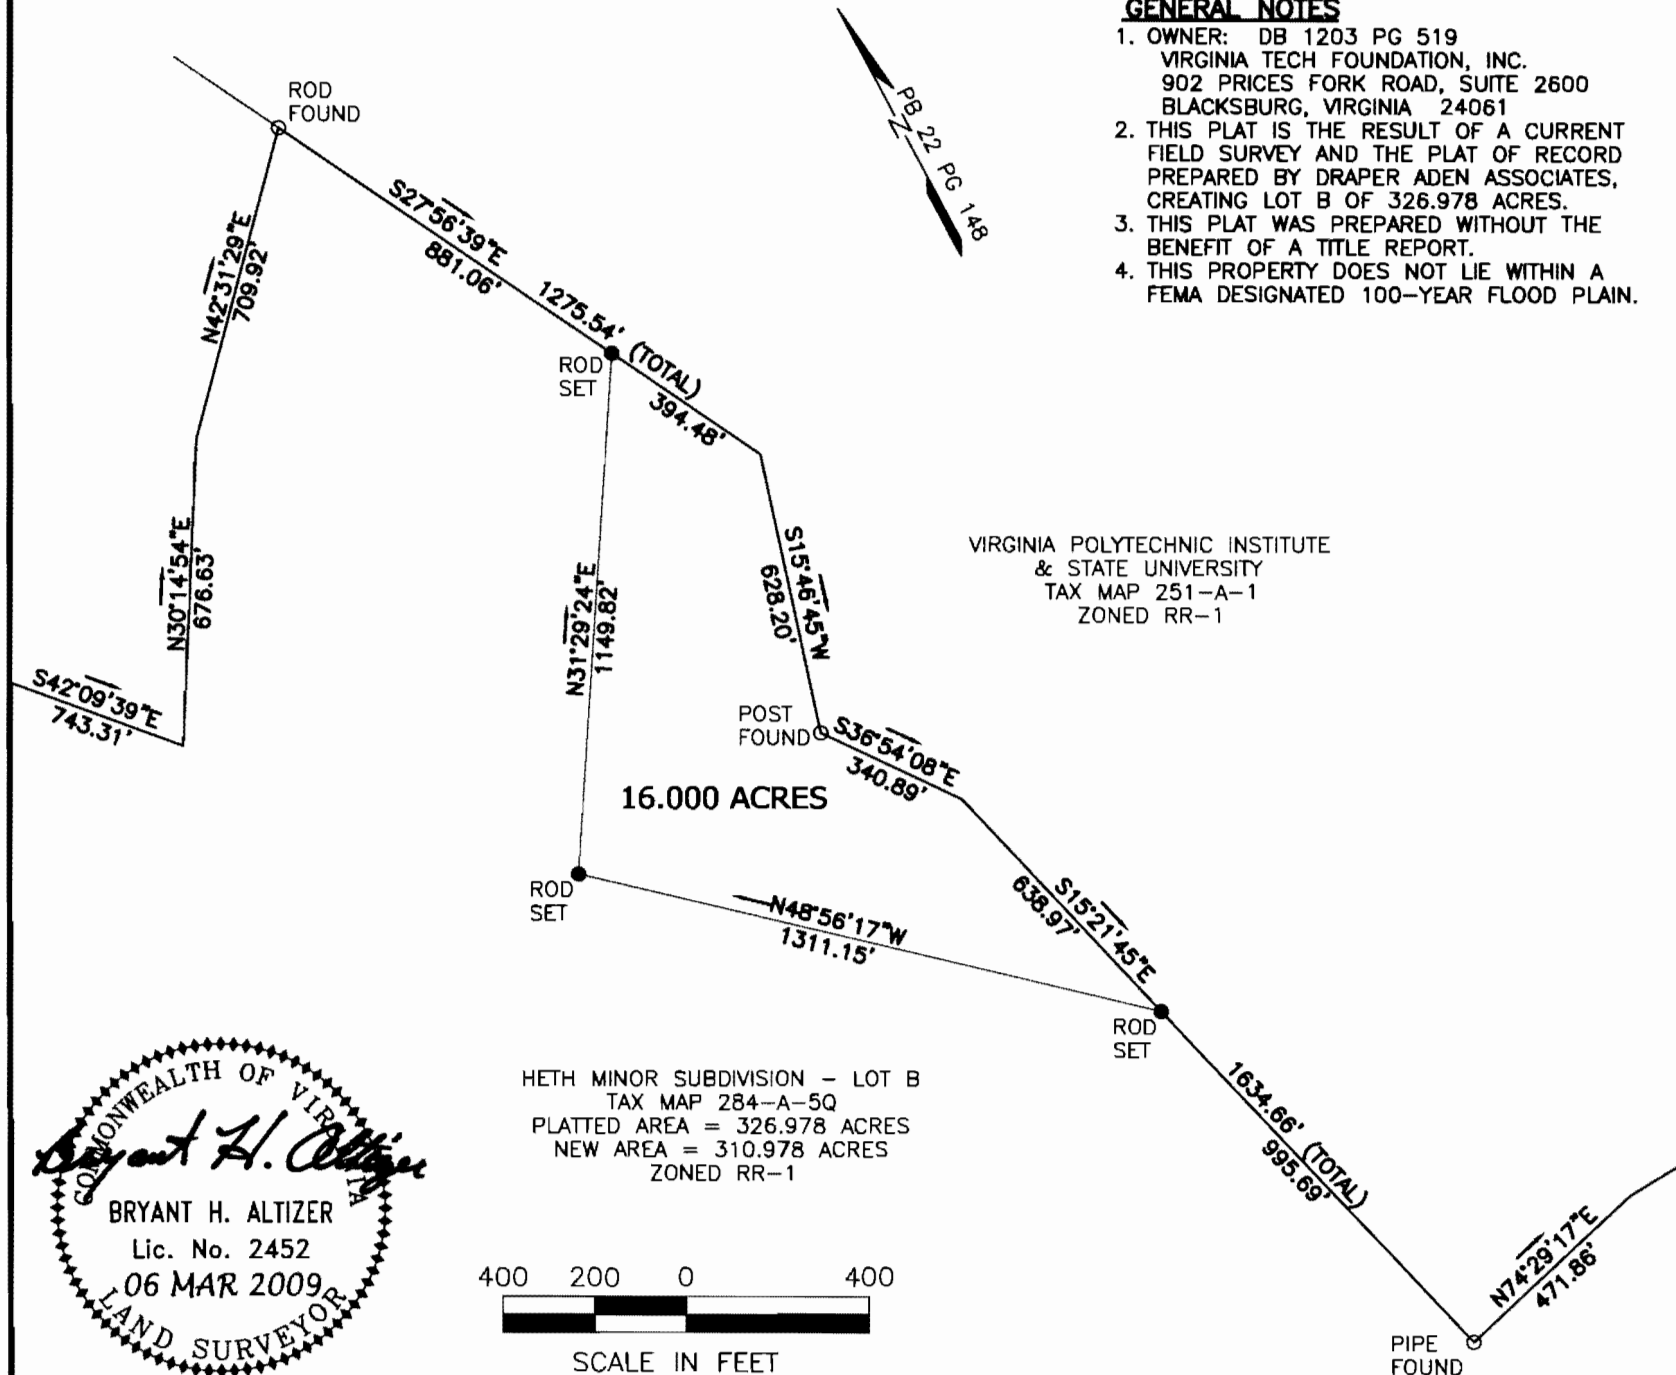 GENERAL NOTES
1. OWNER: DB 1203 PG 519
VIRGINIA TECH FOUNDATION, INC.
902 PRICES FORK ROAD, SUITE 2600
BLACKSBURG, VIRGINIA 24061
2. THIS PLAT IS THE RESULT OF A CURRENT
FIELD SURVEY AND THE PLAT OF RECORD
PREPARED BY DRAPER ADEN ASSOCIATES,
CREATING LOT B OF 326.978 ACRES.
3. THIS PLAT WAS PREPARED WITHOUT THE
BENEFIT OF A TITLE REPORT.
4. THIS PROPERTY DOES NOT LIE WITHIN A
FEMA DESIGNATED 100-YEAR FLOOD PLAIN.
PB 22 PG 148
N
ROD
FOUND
S27°56'39"E
881.06'
N42°31'29"E
709.92'
1275.54' (TOTAL)
394.48'
ROD
SET
N30°14'54"E
676.63'
S42°09'39"E
743.31'
N31°29'24"E
1149.82'
S15°46'45"W
628.20'
VIRGINIA POLYTECHNIC INSTITUTE
& STATE UNIVERSITY
TAX MAP 251-A-1
ZONED RR-1
POST
FOUND
S36°54'08"E
340.89'
16.000 ACRES
ROD
SET
N48°56'17"W
1311.15'
S15°21'45"E
638.97'
ROD
SET
1634.66' (TOTAL)
995.69'
N74°29'17"E
471.86'
PIPE
FOUND
HETH MINOR SUBDIVISION - LOT B
TAX MAP 284-A-5Q
PLATTED AREA = 326.978 ACRES
NEW AREA = 310.978 ACRES
ZONED RR-1
COMMONWEALTH OF VIRGINIA
Bryant H. Altizer
BRYANT H. ALTIZER
Lic. No. 2452
06 MAR 2009
LAND SURVEYOR
400 200 0 400
SCALE IN FEET